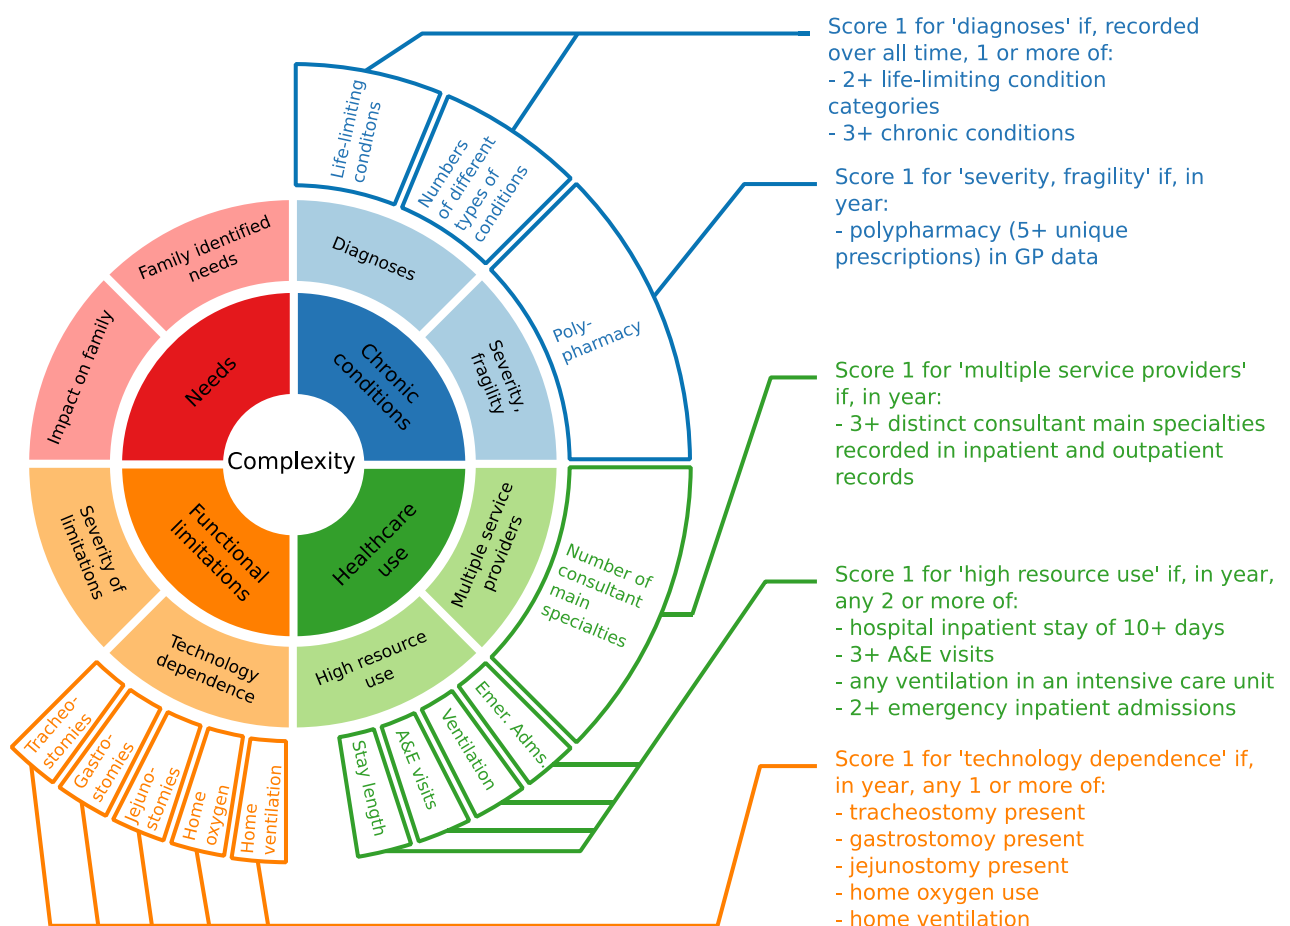 Score 1 for 'diagnoses' if, recorded
over all time, 1 or more of:
- 2+ life-limiting condition
categories
- 3+ chronic conditions
Score 1 for 'severity, fragility' if, in
year:
- polypharmacy (5+ unique
prescriptions) in GP data
Score 1 for 'multiple service providers'
if, in year:
- 3+ distinct consultant main specialties
recorded in inpatient and outpatient
records
Score 1 for 'high resource use' if, in year,
any 2 or more of:
- hospital inpatient stay of 10+ days
- 3+ A&E visits
- any ventilation in an intensive care unit
- 2+ emergency inpatient admissions
Score 1 for 'technology dependence' if,
in year, any 1 or more of:
- tracheostomy present
- gastrostomoy present
- jejunostomy present
- home oxygen use
- home ventilation
Life-limiting
conditons
Numbers
of different
types of
conditions
Poly-
pharmacy
Number of
consultant
main
specialties
Emer. Adms.
Ventilation
A&E visits
Stay length
Home
ventilation
Home
oxygen
Jejuno-
stomies
Gastro-
stomies
Tracheo-
stomies
Family identified
needs
Diagnoses
Severity,
fragility
Multiple service
providers
High resource
use
Technology
dependence
Severity of
limitations
Impact on family
Needs
Chronic
conditions
Healthcare
use
Functional
limitations
Complexity